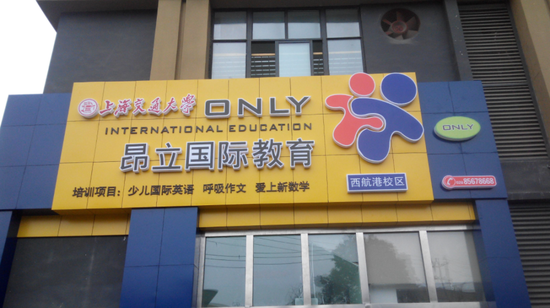 上海交通大学 ONLY
INTERNATIONAL EDUCATION
昂立国际教育
培训项目: 少儿国际英语 呼吸作文 爱上新数学
西航港校区
ONLY
85678668